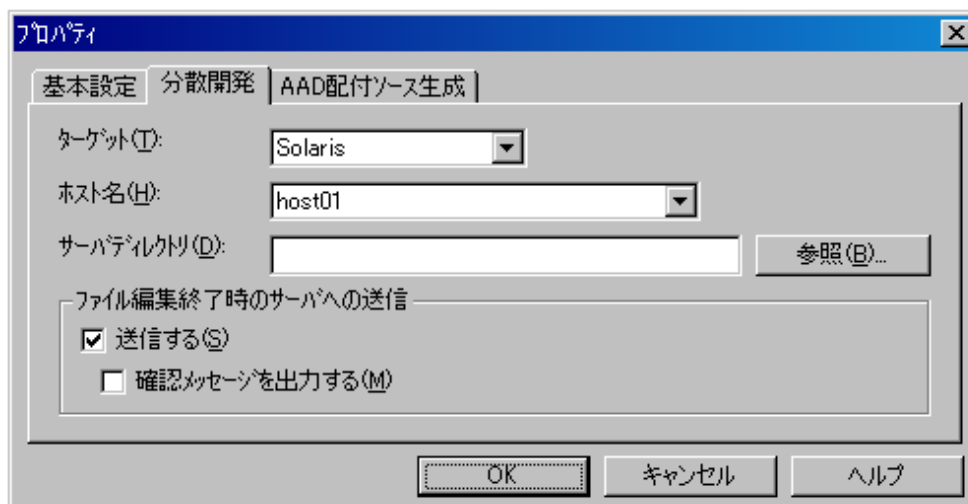 プロパティ
基本設定 分散開発 AAD配付ソース生成
ターゲット(T): Solaris
ホスト名(H): host01
サーバディレクトリ(D): 参照(B)...
ファイル編集終了時のサーバへの送信
送信する(S)
確認メッセージを出力する(M)
OK キャンセル ヘルプ